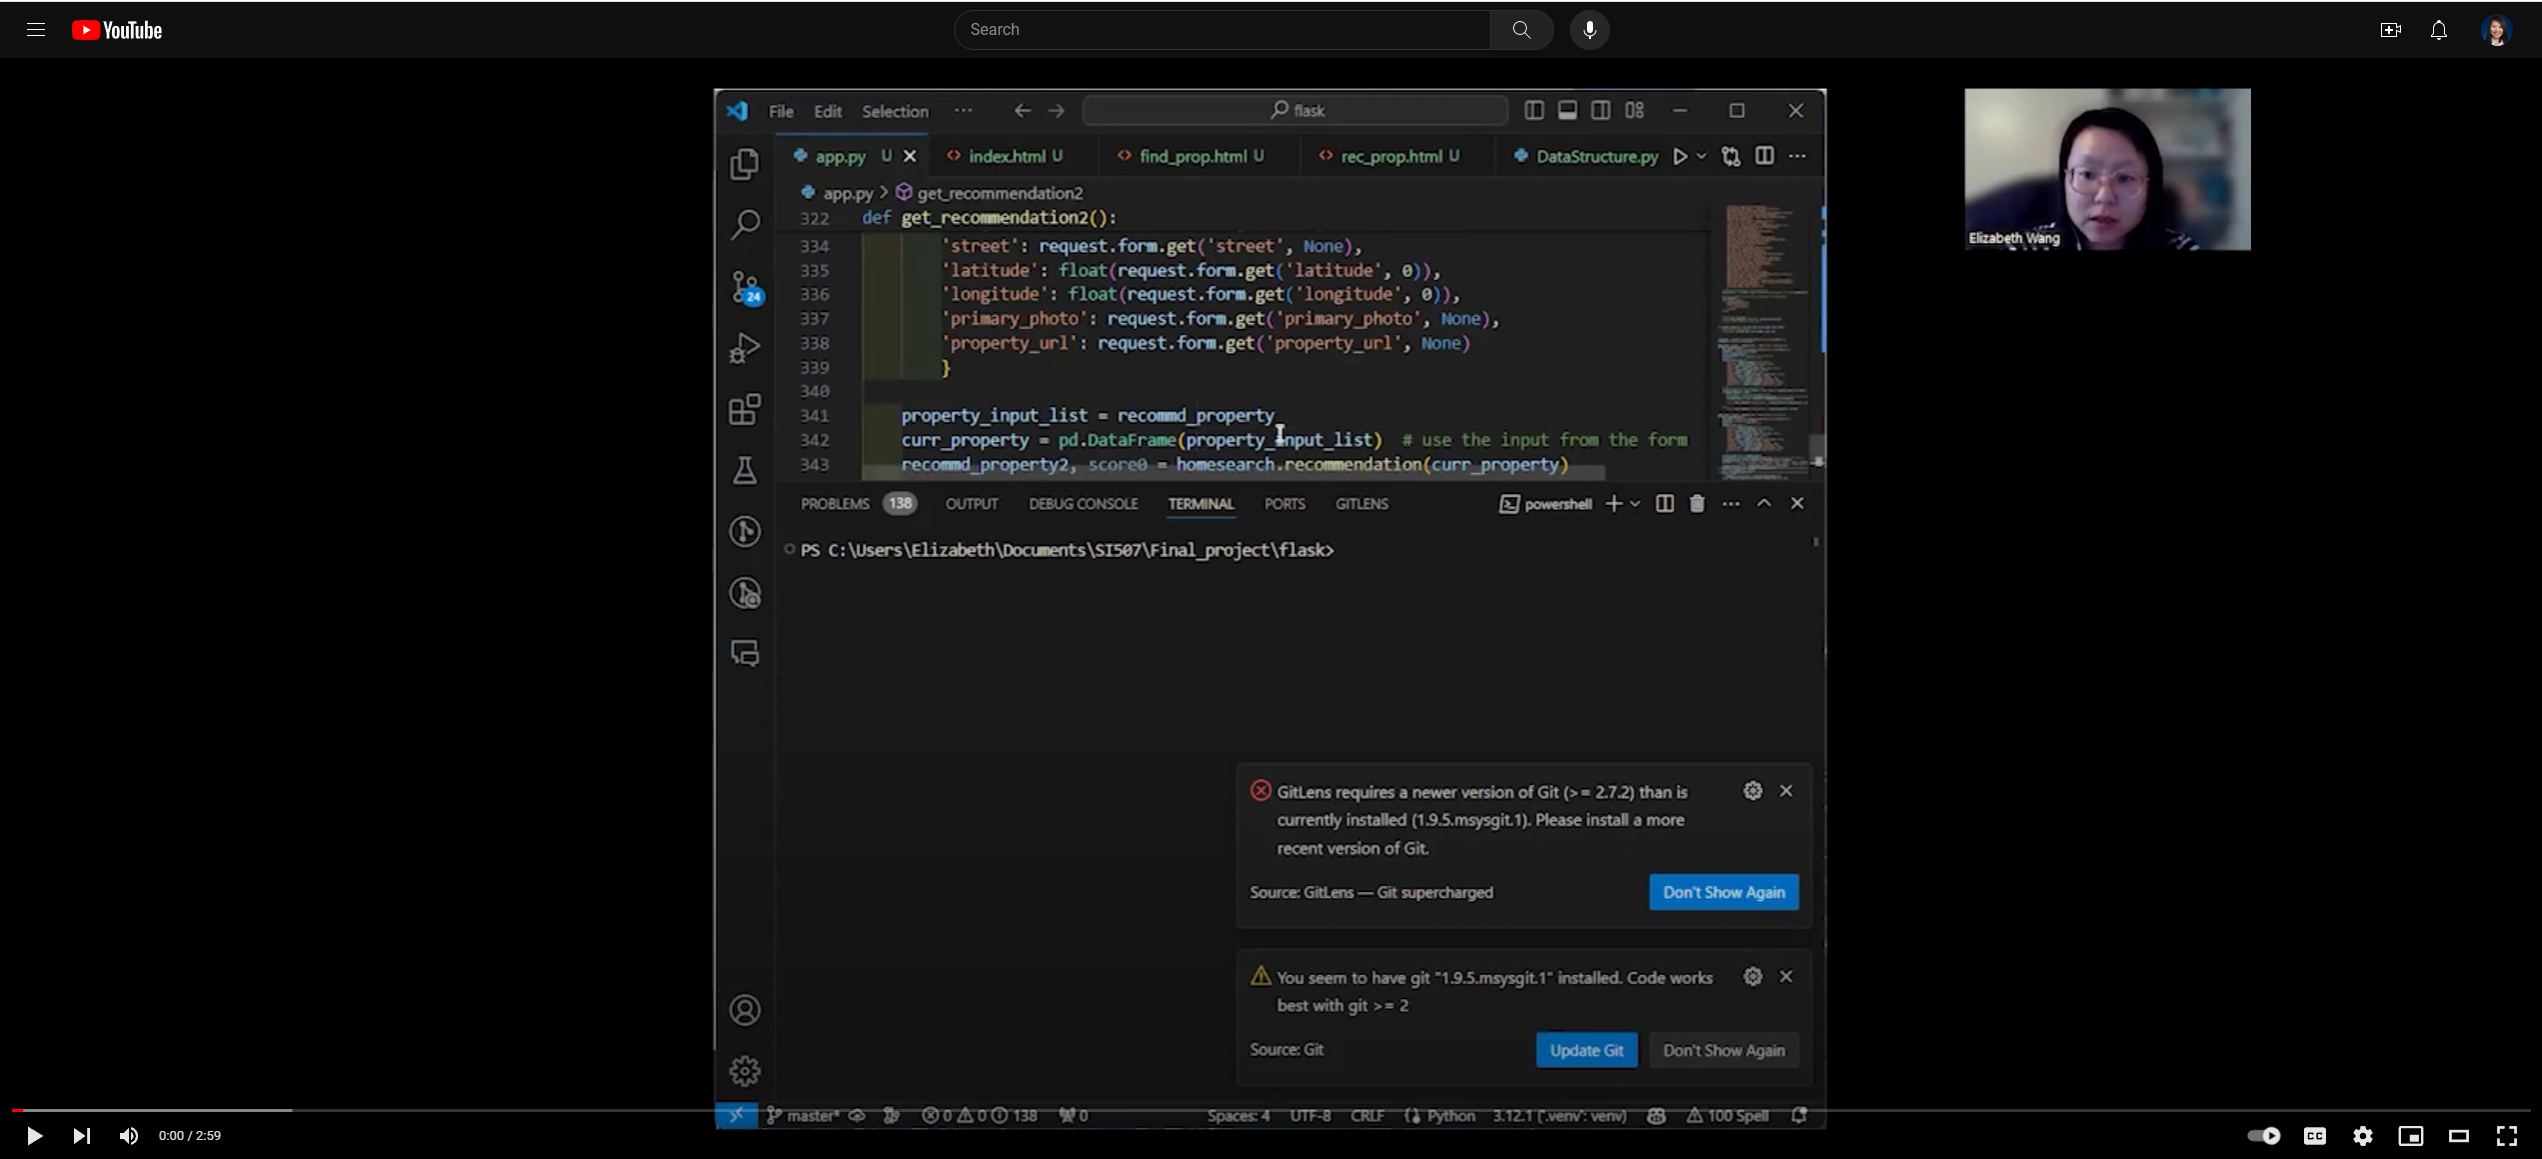 YouTube
Search
File Edit Selection ··· flask
app.py U index.html U find_prop.html U rec_prop.html U DataStructure.py
app.py > get_recommendation2
322 def get_recommendation2():
334 'street': request.form.get('street', None),
335 'latitude': float(request.form.get('latitude', 0)),
336 'longitude': float(request.form.get('longitude', 0)),
337 'primary_photo': request.form.get('primary_photo', None),
338 'property_url': request.form.get('property_url', None)
339 }
340
341 property_input_list = recommd_property
342 curr_property = pd.DataFrame(property_input_list) # use the input from the form
343 recommd_property2, score0 = homesearch.recommendation(curr_property)
24
Elizabeth Wang
PROBLEMS 138 OUTPUT DEBUG CONSOLE TERMINAL PORTS GITLENS powershell
PS C:\Users\Elizabeth\Documents\SI507\Final_project\flask>
GitLens requires a newer version of Git (>= 2.7.2) than is
currently installed (1.9.5.msysgit.1). Please install a more
recent version of Git.
Source: GitLens — Git supercharged Don't Show Again
You seem to have git "1.9.5.msysgit.1" installed. Code works
best with git >= 2
Source: Git Update Git Don't Show Again
master* 0 0 138 0 Spaces: 4 UTF-8 CRLF Python 3.12.1 ('.venv': venv) 100 Spell
0:00 / 2:59 CC